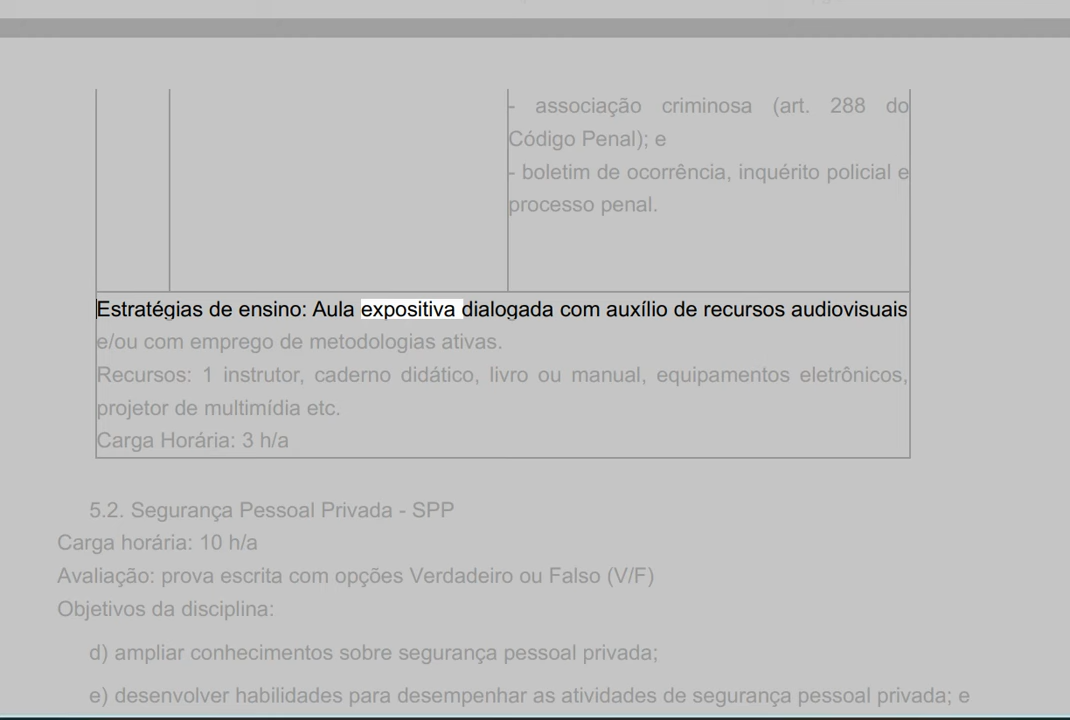 - associação criminosa (art. 288 do
Código Penal); e
- boletim de ocorrência, inquérito policial e
processo penal.
Estratégias de ensino: Aula expositiva dialogada com auxílio de recursos audiovisuais
e/ou com emprego de metodologias ativas.
Recursos: 1 instrutor, caderno didático, livro ou manual, equipamentos eletrônicos,
projetor de multimídia etc.
Carga Horária: 3 h/a
5.2. Segurança Pessoal Privada - SPP
Carga horária: 10 h/a
Avaliação: prova escrita com opções Verdadeiro ou Falso (V/F)
Objetivos da disciplina:
d) ampliar conhecimentos sobre segurança pessoal privada;
e) desenvolver habilidades para desempenhar as atividades de segurança pessoal privada; e